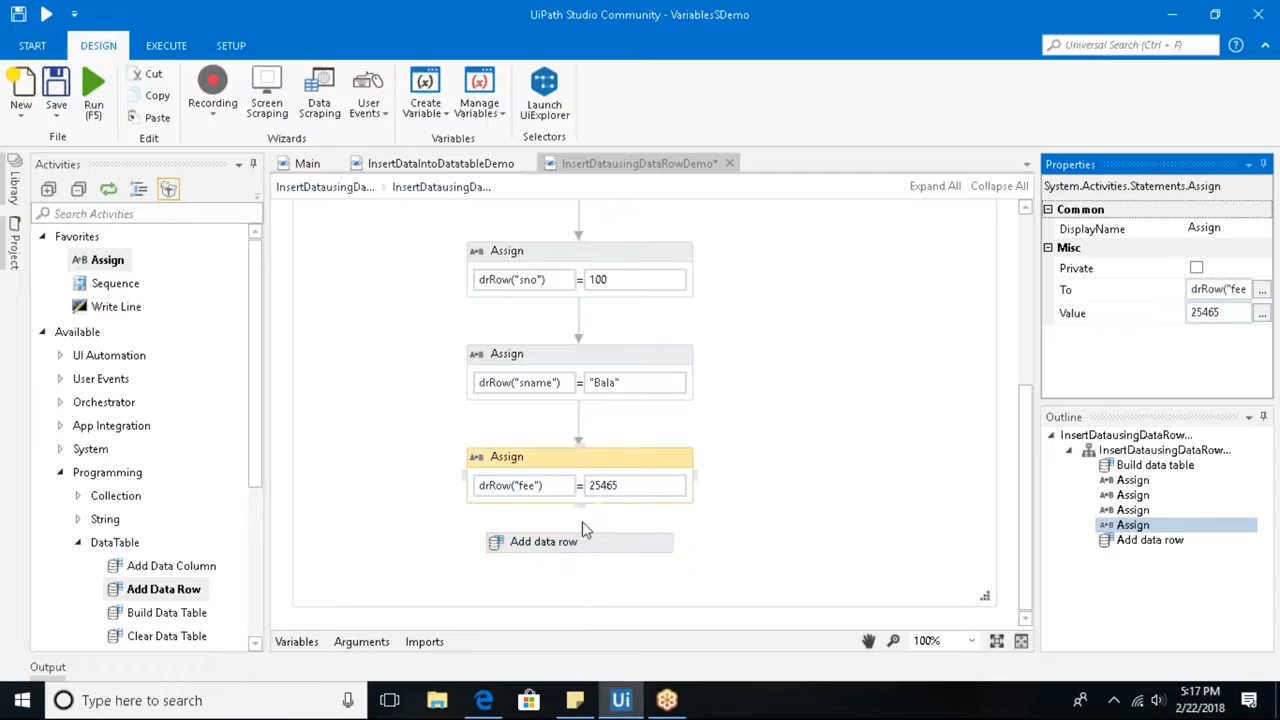 UiPath Studio Community - VariablesSDemo
START DESIGN EXECUTE SETUP
Universal Search (Ctrl + F)
New Save Run (F5) Cut Copy Paste Recording Screen Scraping Data Scraping User Events Create Variable Manage Variables Launch UiExplorer
File Edit Wizards Variables Selectors
Library
Project
Activities
Search Activities
Favorites
A*B Assign
Sequence
Write Line
Available
UI Automation
User Events
Orchestrator
App Integration
System
Programming
Collection
String
DataTable
Add Data Column
Add Data Row
Build Data Table
Clear Data Table
Output
Main InsertDataIntoDatatableDemo InsertDatausingDataRowDemo*
InsertDatausingDa... InsertDatausingDa... Expand All Collapse All
A*B Assign
drRow("sno") = 100
A*B Assign
drRow("sname") = "Bala"
A*B Assign
drRow("fee") = 25465
Add data row
Variables Arguments Imports 100%
Properties
System.Activities.Statements.Assign
Common
DisplayName Assign
Misc
Private
To drRow("fee ...
Value 25465 ...
Outline
InsertDatausingDataRow...
InsertDatausingDataRow...
Build data table
A*B Assign
A*B Assign
A*B Assign
A*B Assign
Add data row
Type here to search
Ui
5:17 PM
2/22/2018